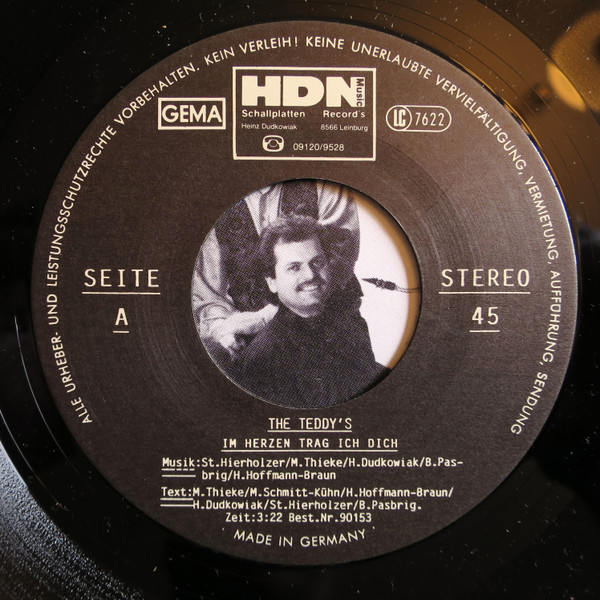 ALLE URHEBER- UND LEISTUNGSSCHUTZRECHTE VORBEHALTEN. KEIN VERLEIH! KEINE UNERLAUBTE VERVIELFÄLTIGUNG, VERMIETUNG, AUFFÜHRUNG, SENDUNG
GEMA
HDN Music
Schallplatten Record's
Heinz Dudkowiak 8566 Leinburg
09120/9528
LC 7622
SEITE
A
STEREO
45
THE TEDDY'S
IM HERZEN TRAG ICH DICH
Musik:St.Hierholzer/M.Thieke/H.Dudkowiak/B.Pas-
brig/H.Hoffmann-Braun
Text:M.Thieke/M.Schmitt-Kühn/H.Hoffmann-Braun/
H.Dudkowiak/St.Hierholzer/B.Pasbrig.
Zeit:3:22 Best.Nr.90153
MADE IN GERMANY